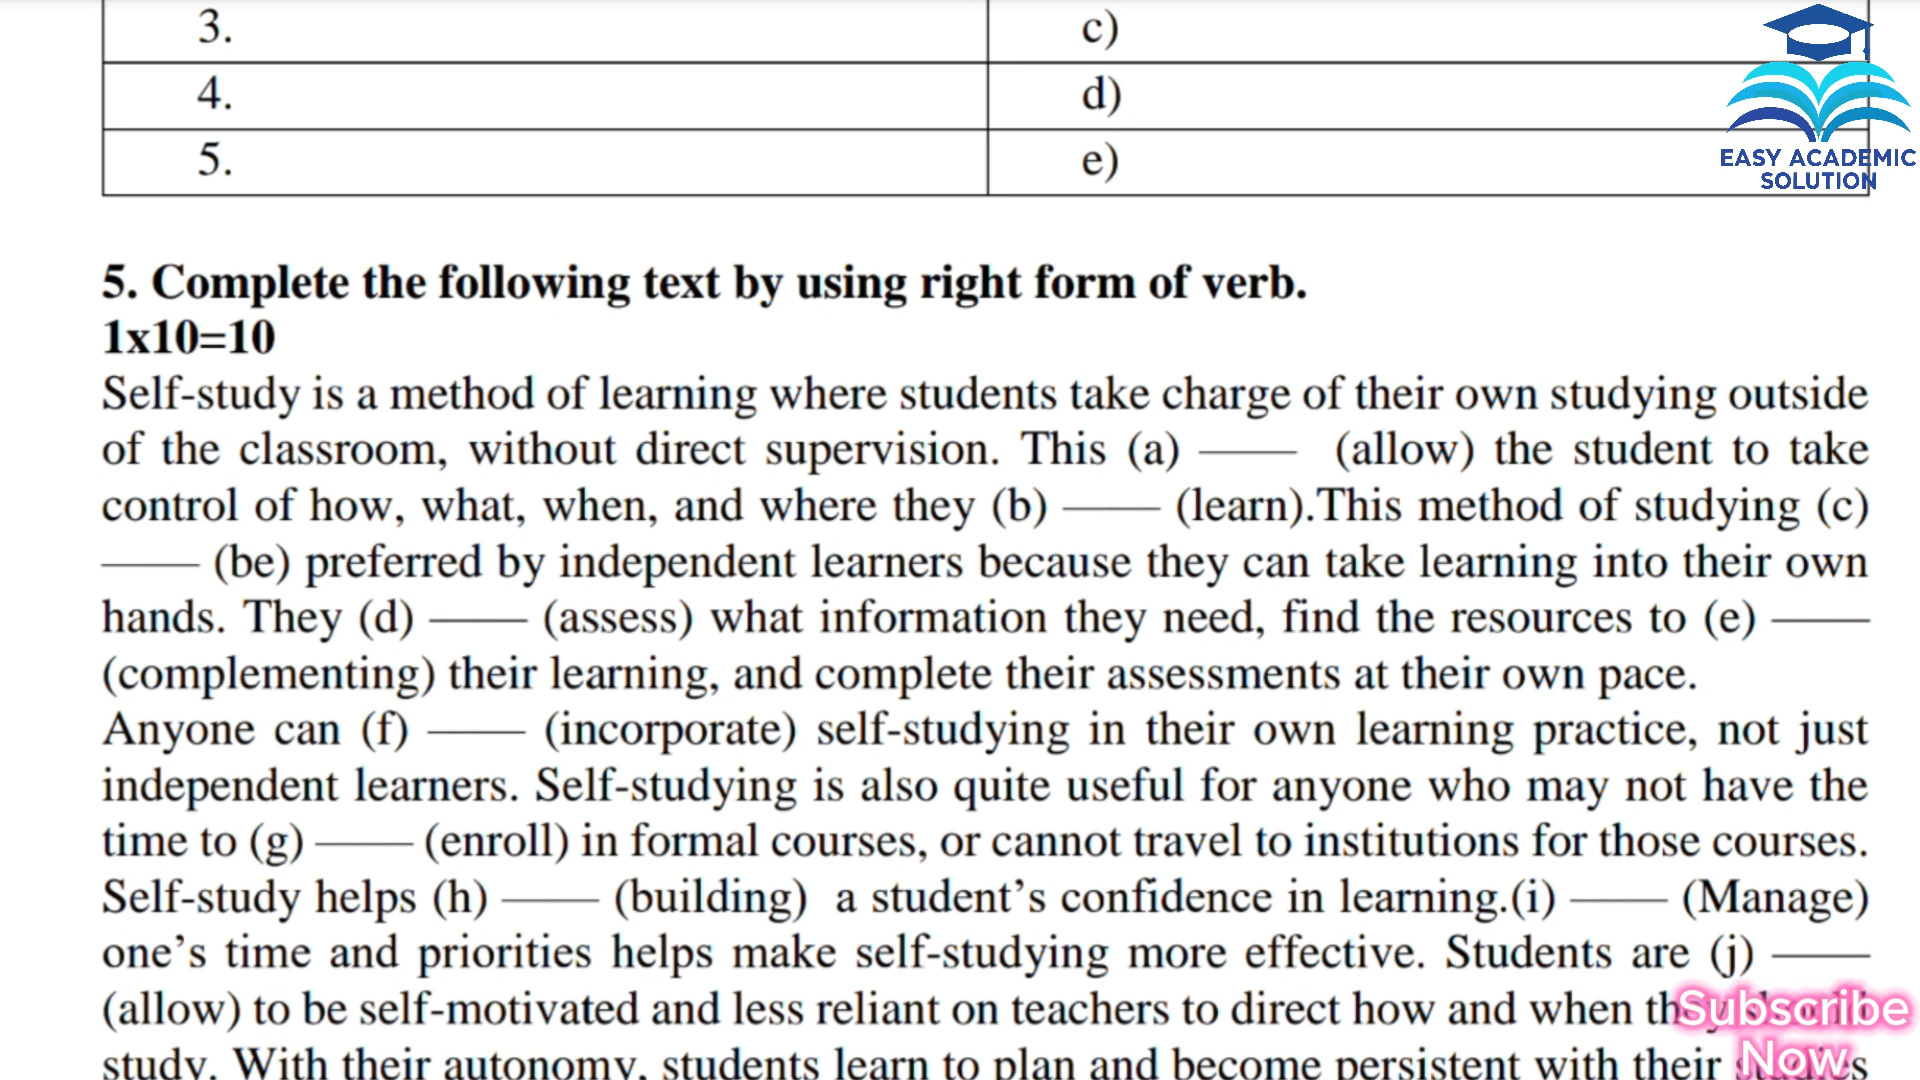 3. c)
4. d)
5. e)
EASY ACADEMIC
SOLUTION
5. Complete the following text by using right form of verb.
1x10=10
Self-study is a method of learning where students take charge of their own studying outside
of the classroom, without direct supervision. This (a) —— (allow) the student to take
control of how, what, when, and where they (b) —— (learn).This method of studying (c)
—— (be) preferred by independent learners because they can take learning into their own
hands. They (d) —— (assess) what information they need, find the resources to (e) ——
(complementing) their learning, and complete their assessments at their own pace.
Anyone can (f) —— (incorporate) self-studying in their own learning practice, not just
independent learners. Self-studying is also quite useful for anyone who may not have the
time to (g) —— (enroll) in formal courses, or cannot travel to institutions for those courses.
Self-study helps (h) —— (building) a student’s confidence in learning.(i) —— (Manage)
one’s time and priorities helps make self-studying more effective. Students are (j) ——
(allow) to be self-motivated and less reliant on teachers to direct how and when
study. With their autonomy, students learn to plan and become persistent with their
Subscribe
Now